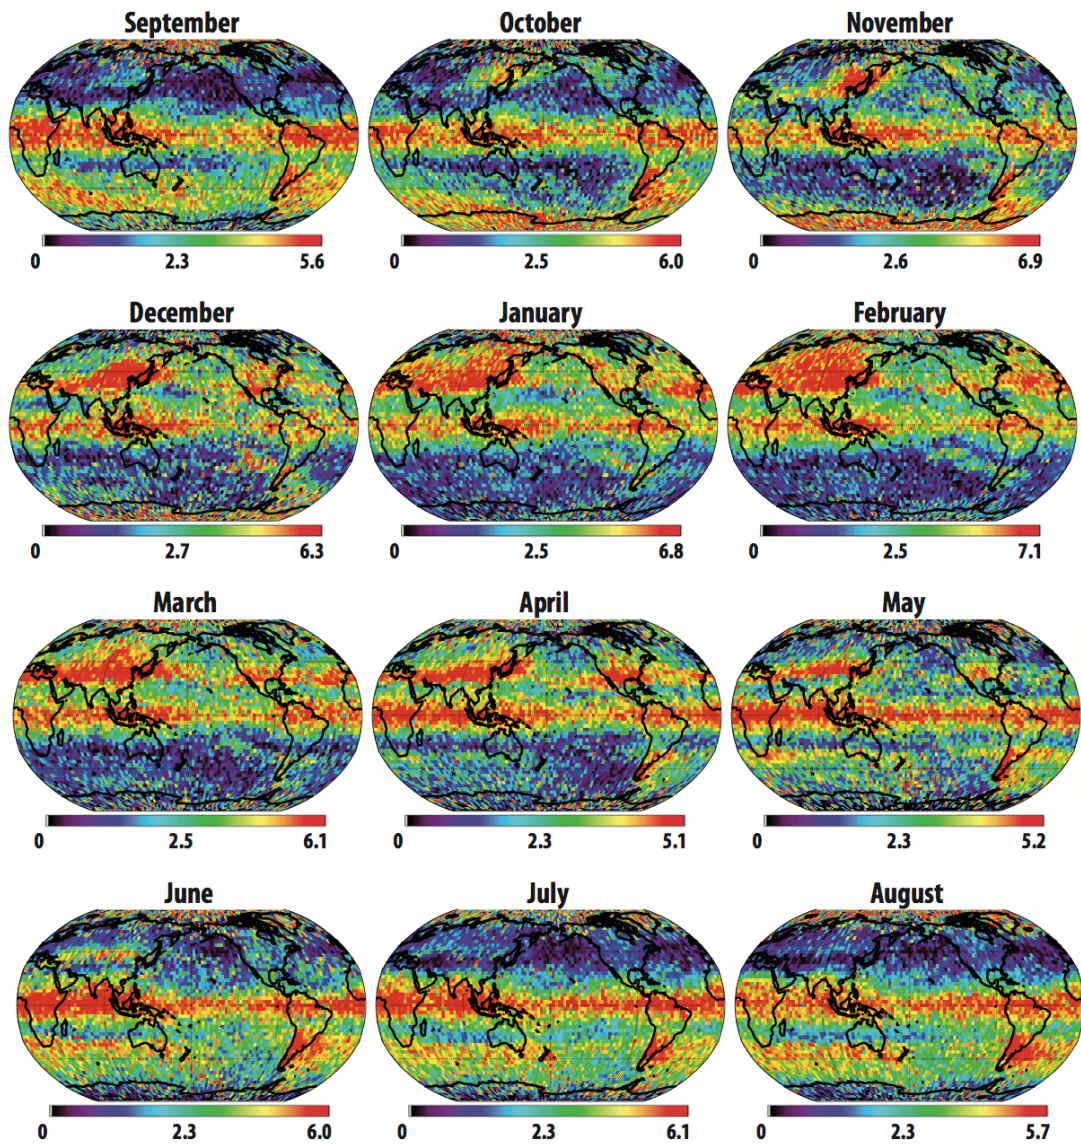 September October November
0 2.3 5.6 0 2.5 6.0 0 2.6 6.9
December January February
0 2.7 6.3 0 2.5 6.8 0 2.5 7.1
March April May
0 2.5 6.1 0 2.3 5.1 0 2.3 5.2
June July August
0 2.3 6.0 0 2.3 6.1 0 2.3 5.7